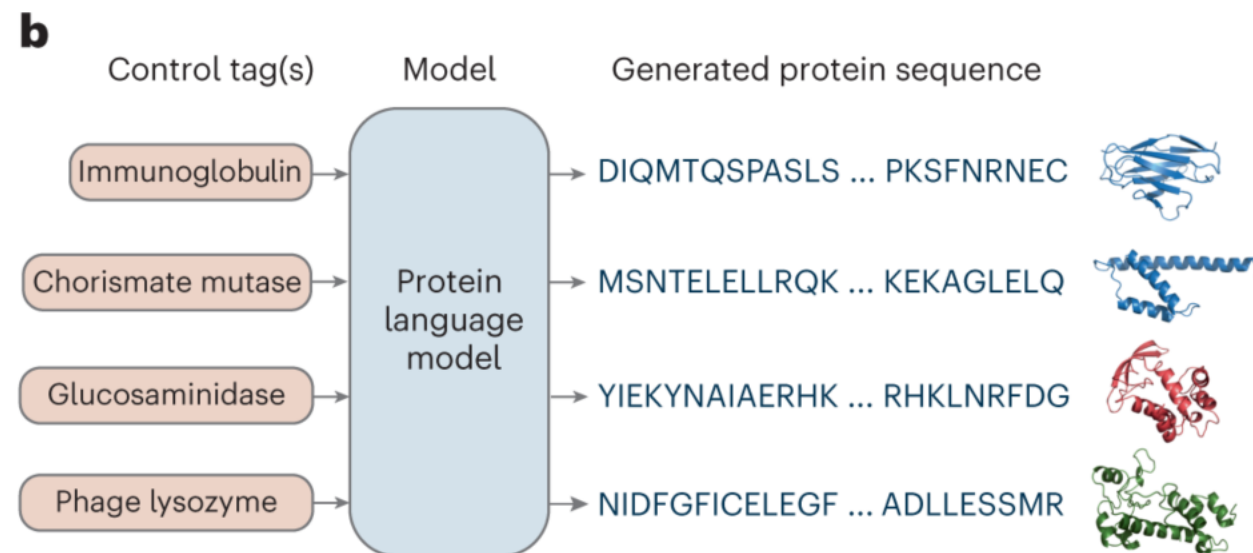 b
Control tag(s) Model Generated protein sequence
Immunoglobulin DIQMTQSPASLS ... PKSFNRNEC
Chorismate mutase MSNTELELLRQK ... KEKAGLELQ
Protein
language
model
Glucosaminidase YIEKYNAIAERHK ... RHKLNRFDG
Phage lysozyme NIDFGFICELEGF ... ADLLESSMR